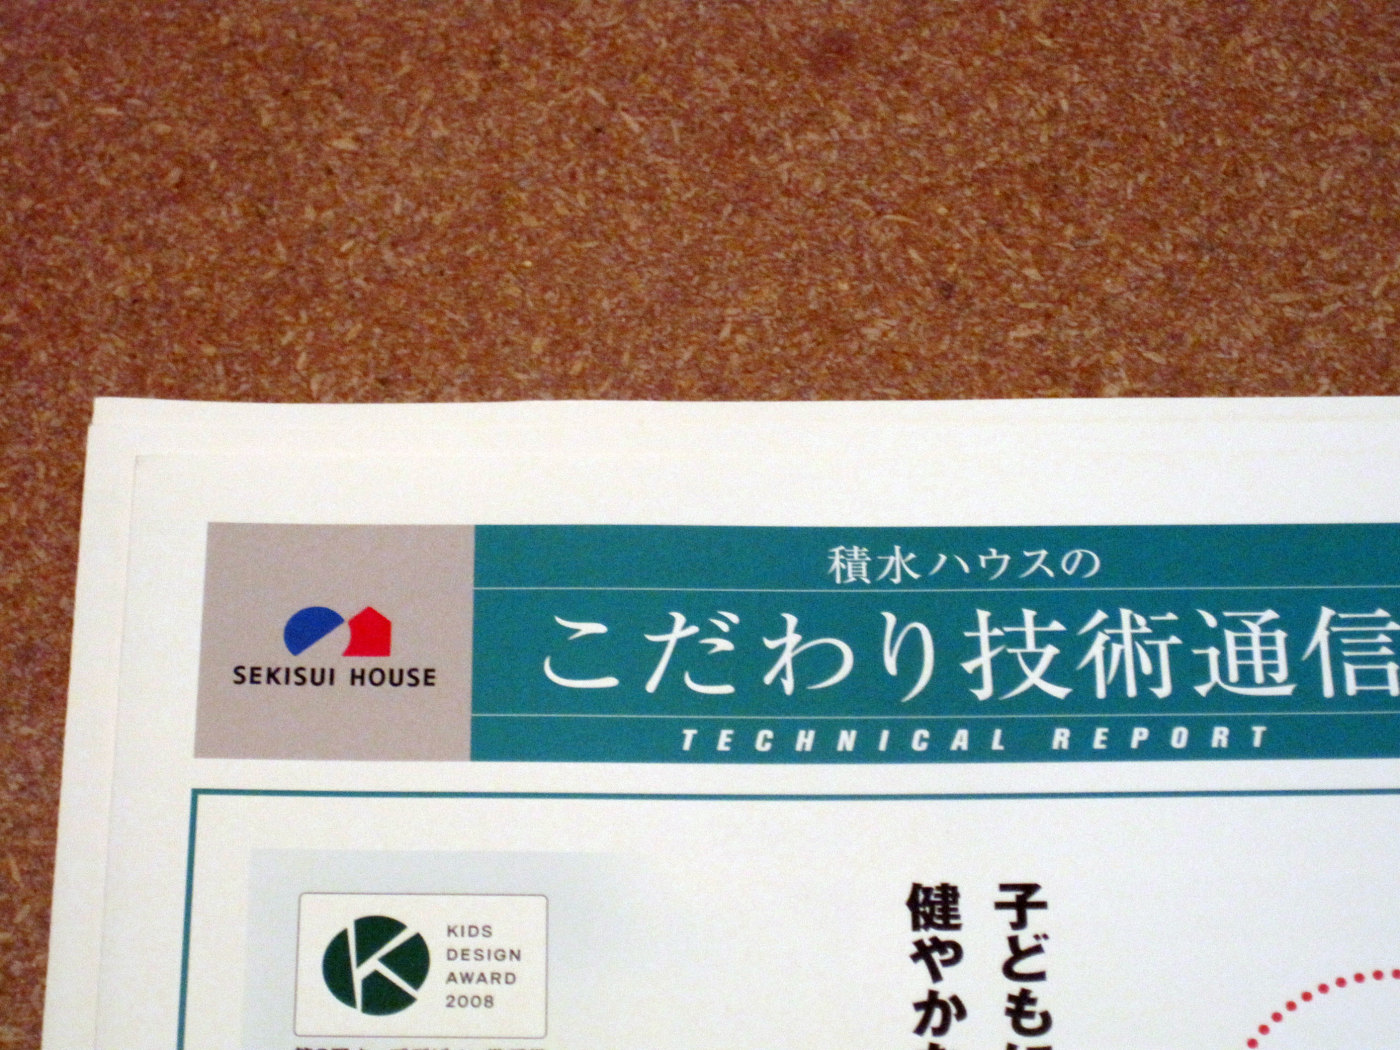 積水ハウスの
SEKISUI HOUSE
こだわり技術通信
TECHNICAL REPORT
KIDS
DESIGN
AWARD
2008
子ども
健やか